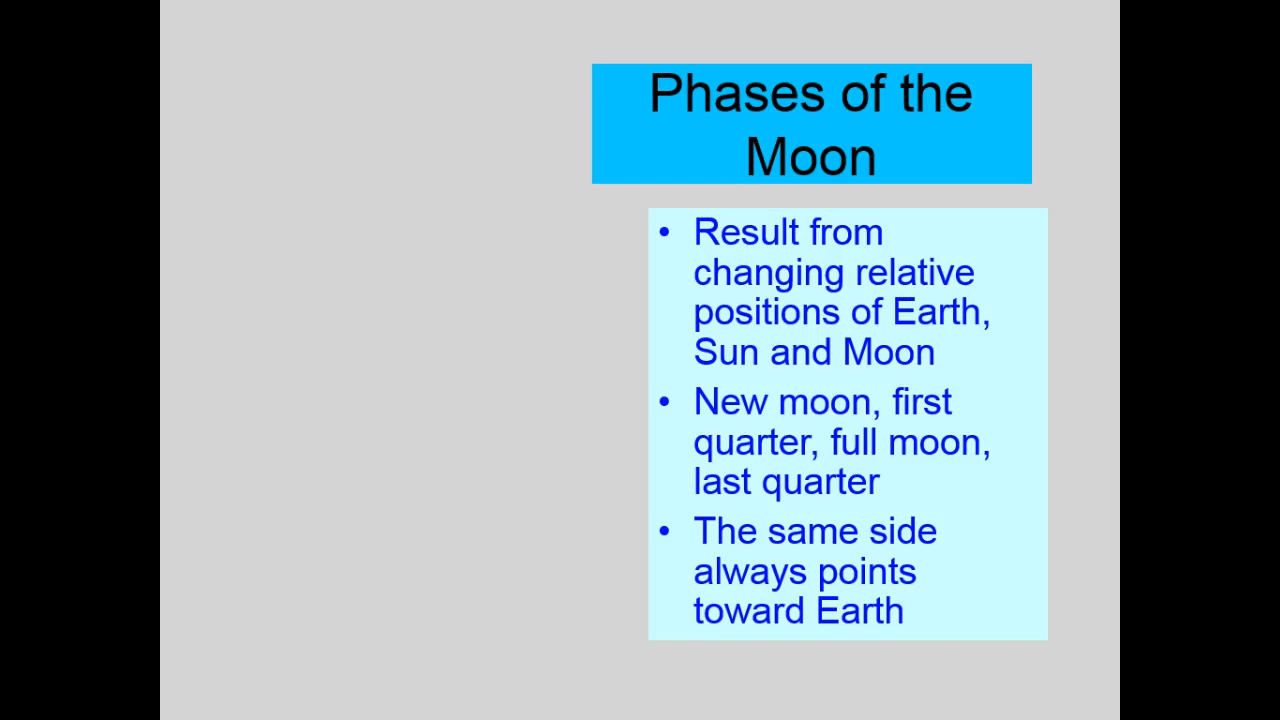 Phases of the
Moon
• Result from
changing relative
positions of Earth,
Sun and Moon
• New moon, first
quarter, full moon,
last quarter
• The same side
always points
toward Earth